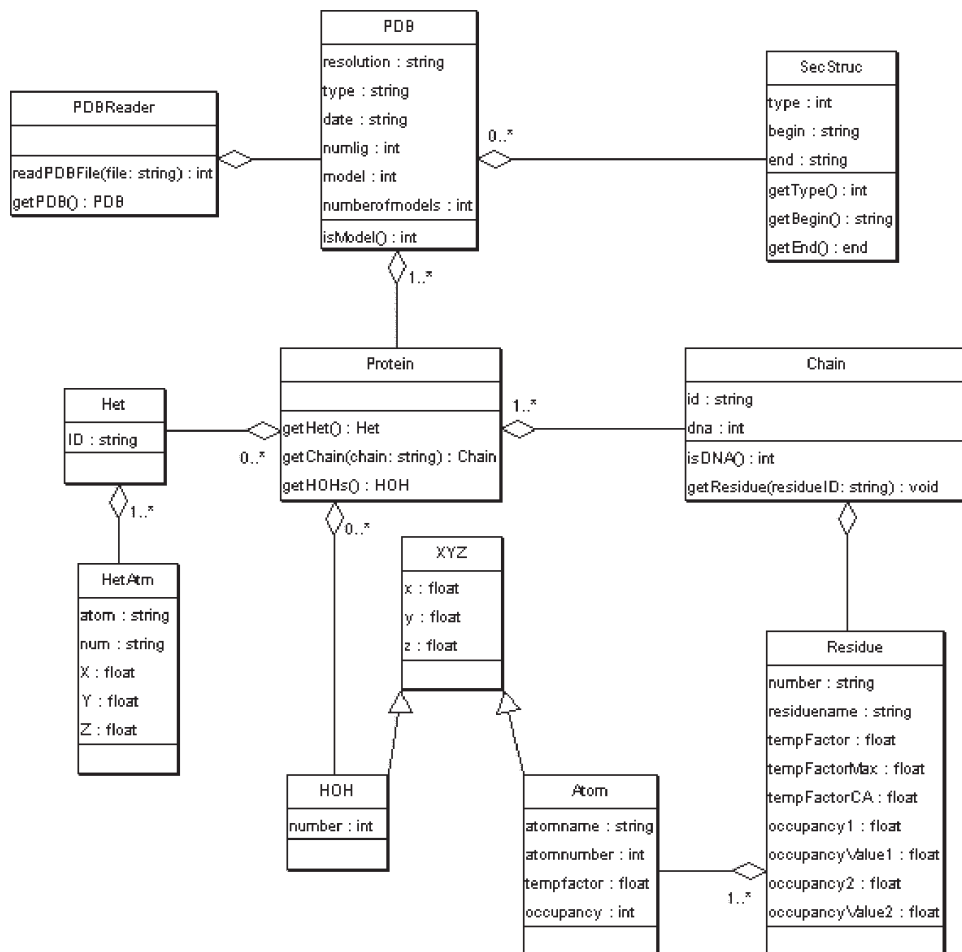 PDB
resolution : string
type : string
date : string
numlig : int
model : int
numberofmodels : int
isModel() : int
PDBReader
readPDBFile(file: string) : int
getPDB() : PDB
0..*
SecStruc
type : int
begin : string
end : string
getType() : int
getBegin() : string
getEnd() : end
1..*
Protein
getHet() : Het
getChain(chain: string) : Chain
getHOHs() : HOH
Het
ID : string
0..*
1..*
Chain
id : string
dna : int
isDNA() : int
getResidue(residueID: string) : void
1..*
0..*
HetAtm
atom : string
num : string
X : float
Y : float
Z : float
XYZ
x : float
y : float
z : float
Residue
number : string
residuename : string
tempFactor : float
tempFactorMax : float
tempFactorCA : float
occupancy1 : float
occupancyValue1 : float
occupancy2 : float
occupancyValue2 : float
HOH
number : int
Atom
atomname : string
atomnumber : int
tempfactor : float
occupancy : int
1..*